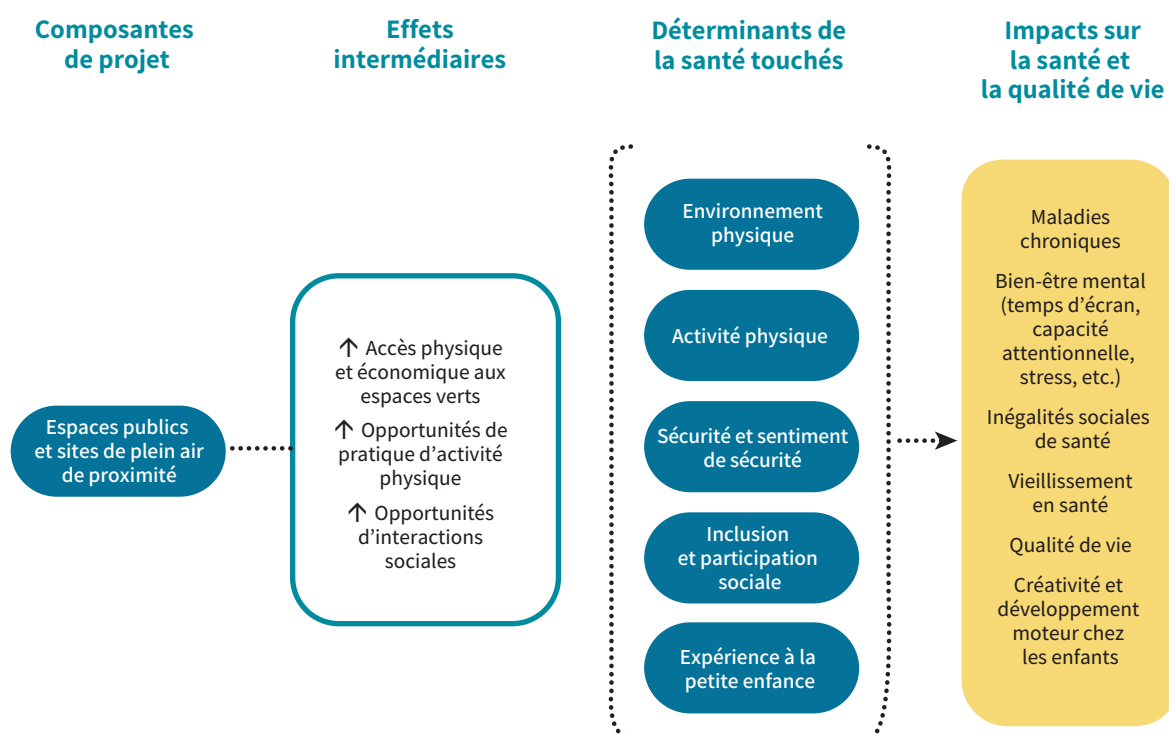 Composantes
de projet
Effets
intermédiaires
Déterminants de
la santé touchés
Impacts sur
la santé et
la qualité de vie
Espaces publics
et sites de plein air
de proximité
↑ Accès physique
et économique aux
espaces verts
↑ Opportunités de
pratique d’activité
physique
↑ Opportunités
d’interactions
sociales
Environnement
physique
Activité physique
Sécurité et sentiment
de sécurité
Inclusion
et participation
sociale
Expérience à la
petite enfance
Maladies
chroniques
Bien-être mental
(temps d’écran,
capacité
attentionnelle,
stress, etc.)
Inégalités sociales
de santé
Vieillissement
en santé
Qualité de vie
Créativité et
développement
moteur chez
les enfants